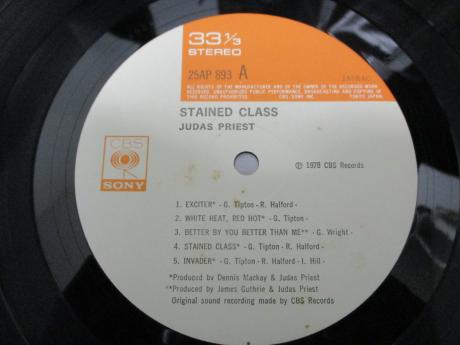 33 1/3
STEREO
25AP 893 A
JASRAC
ALL RIGHTS OF THE MANUFACTURER AND OF THE OWNER OF THE RECORDED WORK
RESERVED. UNAUTHORIZED PUBLIC PERFORMANCE, BROADCASTING AND COPYING OF
THIS RECORD PROHIBITED. CBS/SONY INC. TOKYO JAPAN
STAINED CLASS
JUDAS PRIEST
CBS
SONY
Ⓟ 1978 CBS Records
1. EXCITER* - G. Tipton - R. Halford -
2. WHITE HEAT, RED HOT* - G. Tipton -
3. BETTER BY YOU BETTER THAN ME** - G. Wright -
4. STAINED CLASS* - G. Tipton - R. Halford -
5. INVADER* - G. Tipton - R. Halford - I. Hill -
*Produced by Dennis Mackay & Judas Priest
**Produced by James Guthrie & Judas Priest
Original sound recording made by CBS Records